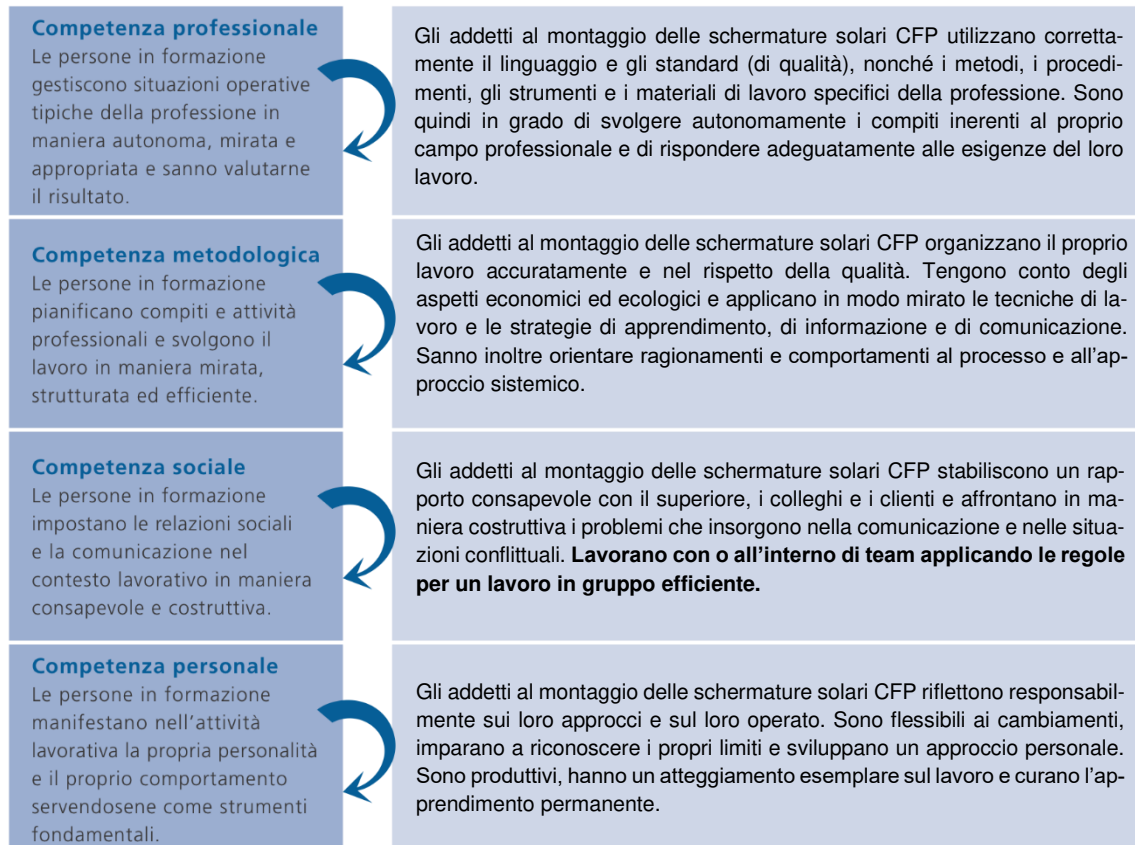 Competenza professionale
Le persone in formazione
gestiscono situazioni operative
tipiche della professione in
maniera autonoma, mirata e
appropriata e sanno valutarne
il risultato.
Gli addetti al montaggio delle schermature solari CFP utilizzano corretta-
mente il linguaggio e gli standard (di qualità), nonché i metodi, i procedi-
menti, gli strumenti e i materiali di lavoro specifici della professione. Sono
quindi in grado di svolgere autonomamente i compiti inerenti al proprio
campo professionale e di rispondere adeguatamente alle esigenze del loro
lavoro.
Competenza metodologica
Le persone in formazione
pianificano compiti e attività
professionali e svolgono il
lavoro in maniera mirata,
strutturata ed efficiente.
Gli addetti al montaggio delle schermature solari CFP organizzano il proprio
lavoro accuratamente e nel rispetto della qualità. Tengono conto degli
aspetti economici ed ecologici e applicano in modo mirato le tecniche di la-
voro e le strategie di apprendimento, di informazione e di comunicazione.
Sanno inoltre orientare ragionamenti e comportamenti al processo e all'ap-
proccio sistemico.
Competenza sociale
Le persone in formazione
impostano le relazioni sociali
e la comunicazione nel
contesto lavorativo in maniera
consapevole e costruttiva.
Gli addetti al montaggio delle schermature solari CFP stabiliscono un rap-
porto consapevole con il superiore, i colleghi e i clienti e affrontano in ma-
niera costruttiva i problemi che insorgono nella comunicazione e nelle situa-
zioni conflittuali. Lavorano con o all'interno di team applicando le regole
per un lavoro in gruppo efficiente.
Competenza personale
Le persone in formazione
manifestano nell'attività
lavorativa la propria personalità
e il proprio comportamento
servendosene come strumenti
fondamentali.
Gli addetti al montaggio delle schermature solari CFP riflettono responsabil-
mente sui loro approcci e sul loro operato. Sono flessibili ai cambiamenti,
imparano a riconoscere i propri limiti e sviluppano un approccio personale.
Sono produttivi, hanno un atteggiamento esemplare sul lavoro e curano l'ap-
prendimento permanente.